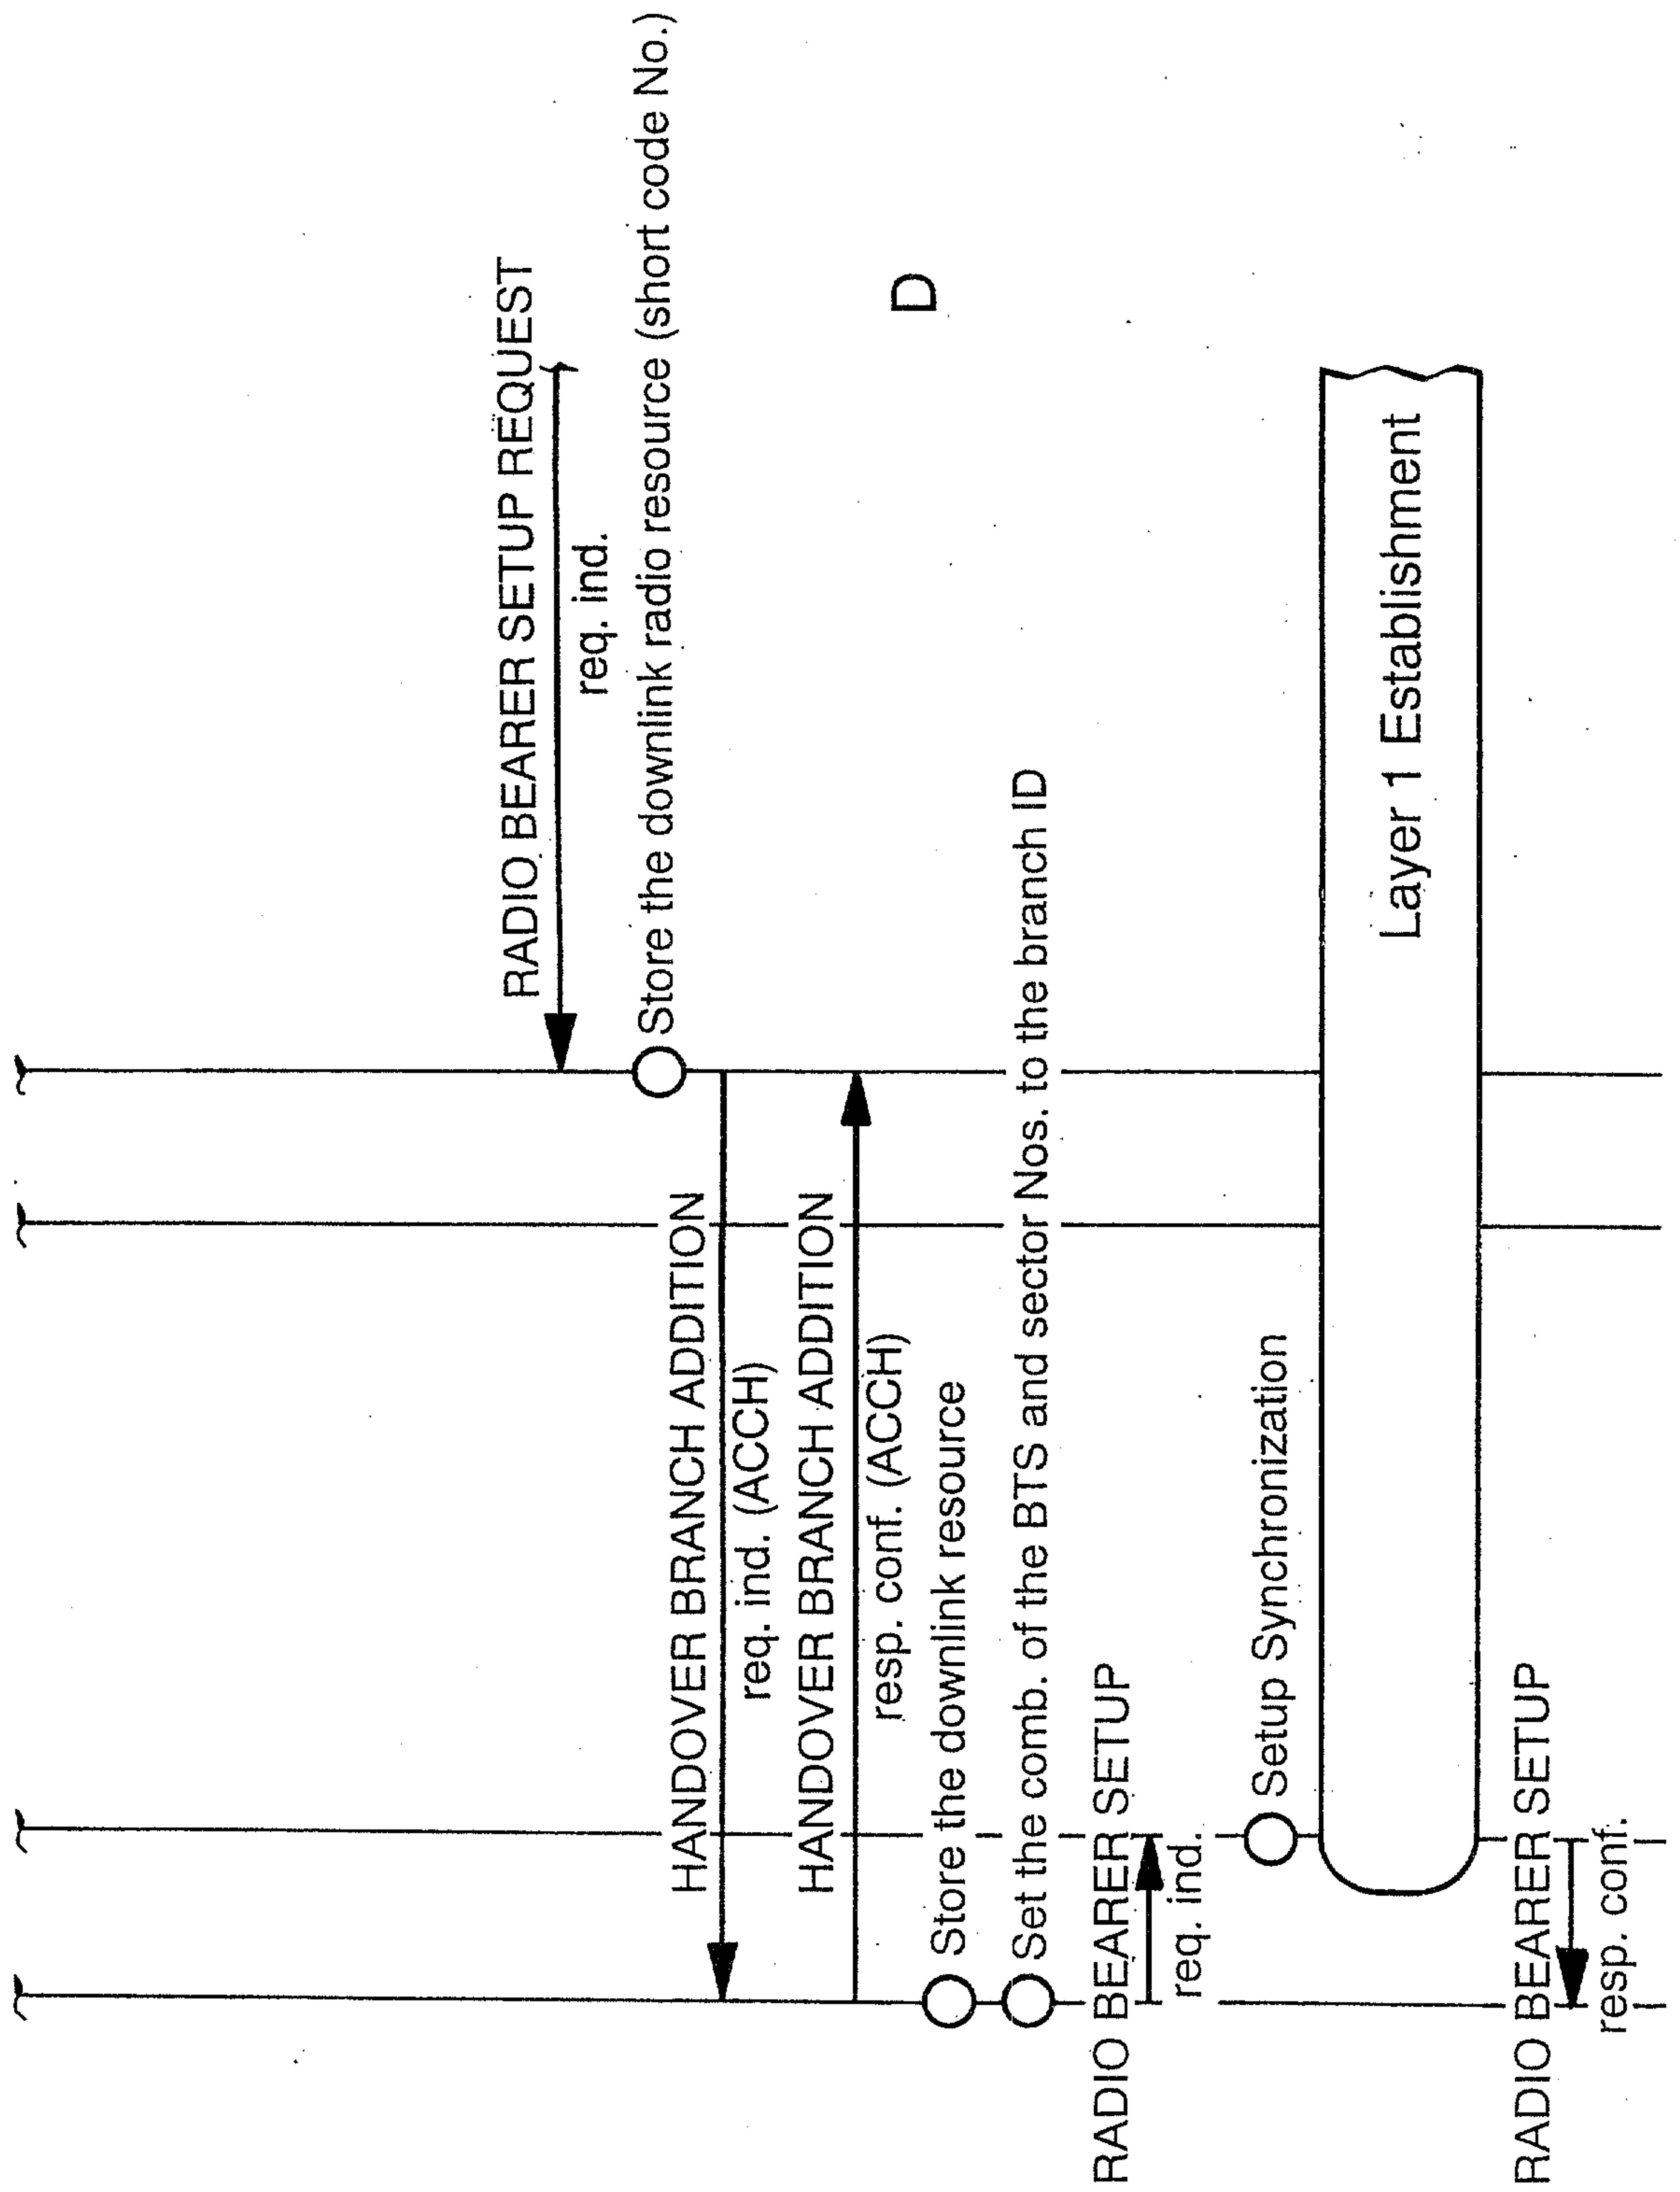 RADIO BEARER SETUP REQUEST
req. ind.
Store the downlink radio resource (short code No.)
HANDOVER BRANCH ADDITION
req. ind. (ACCH)
HANDOVER BRANCH ADDITION
resp. conf. (ACCH)
D
Store the downlink resource
Set the comb. of the BTS and sector Nos. to the branch ID
RADIO BEARER SETUP
req. ind.
Setup Synchronization
Layer 1 Establishment
RADIO BEARER SETUP
resp. conf.